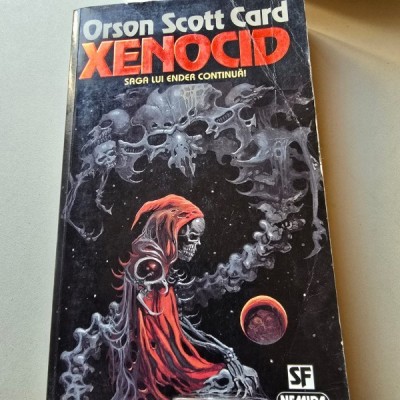 Orson Scott Card
XENOCID
SAGA LUI ENDER CONTINUĂ!
SF
NEMIRA